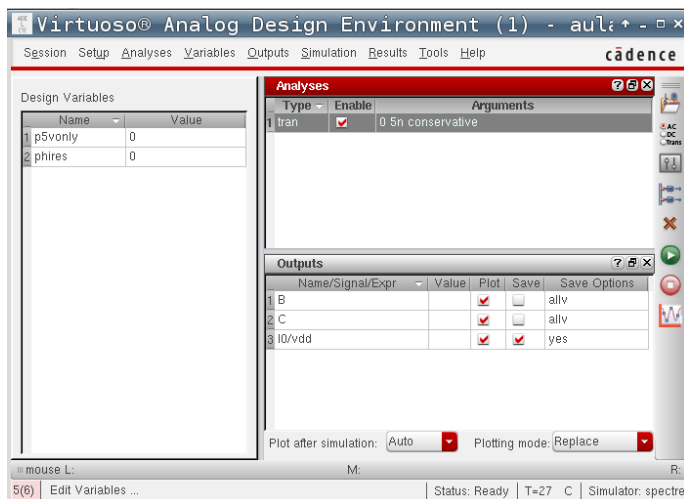 Virtuoso® Analog Design Environment (1) - aula
Session Setup Analyses Variables Outputs Simulation Results Tools Help cādence
Design Variables
Name Value
1 p5vonly 0
2 phires 0
Analyses
Type Enable Arguments
1 tran 0 5n conservative
Outputs
Name/Signal/Expr Value Plot Save Save Options
1 B allv
2 C allv
3 I0/vdd yes
Plot after simulation: Auto Plotting mode: Replace
AC
DC
Trans
mouse L: M: R:
5(6) Edit Variables ... Status: Ready T=27 C Simulator: spectre